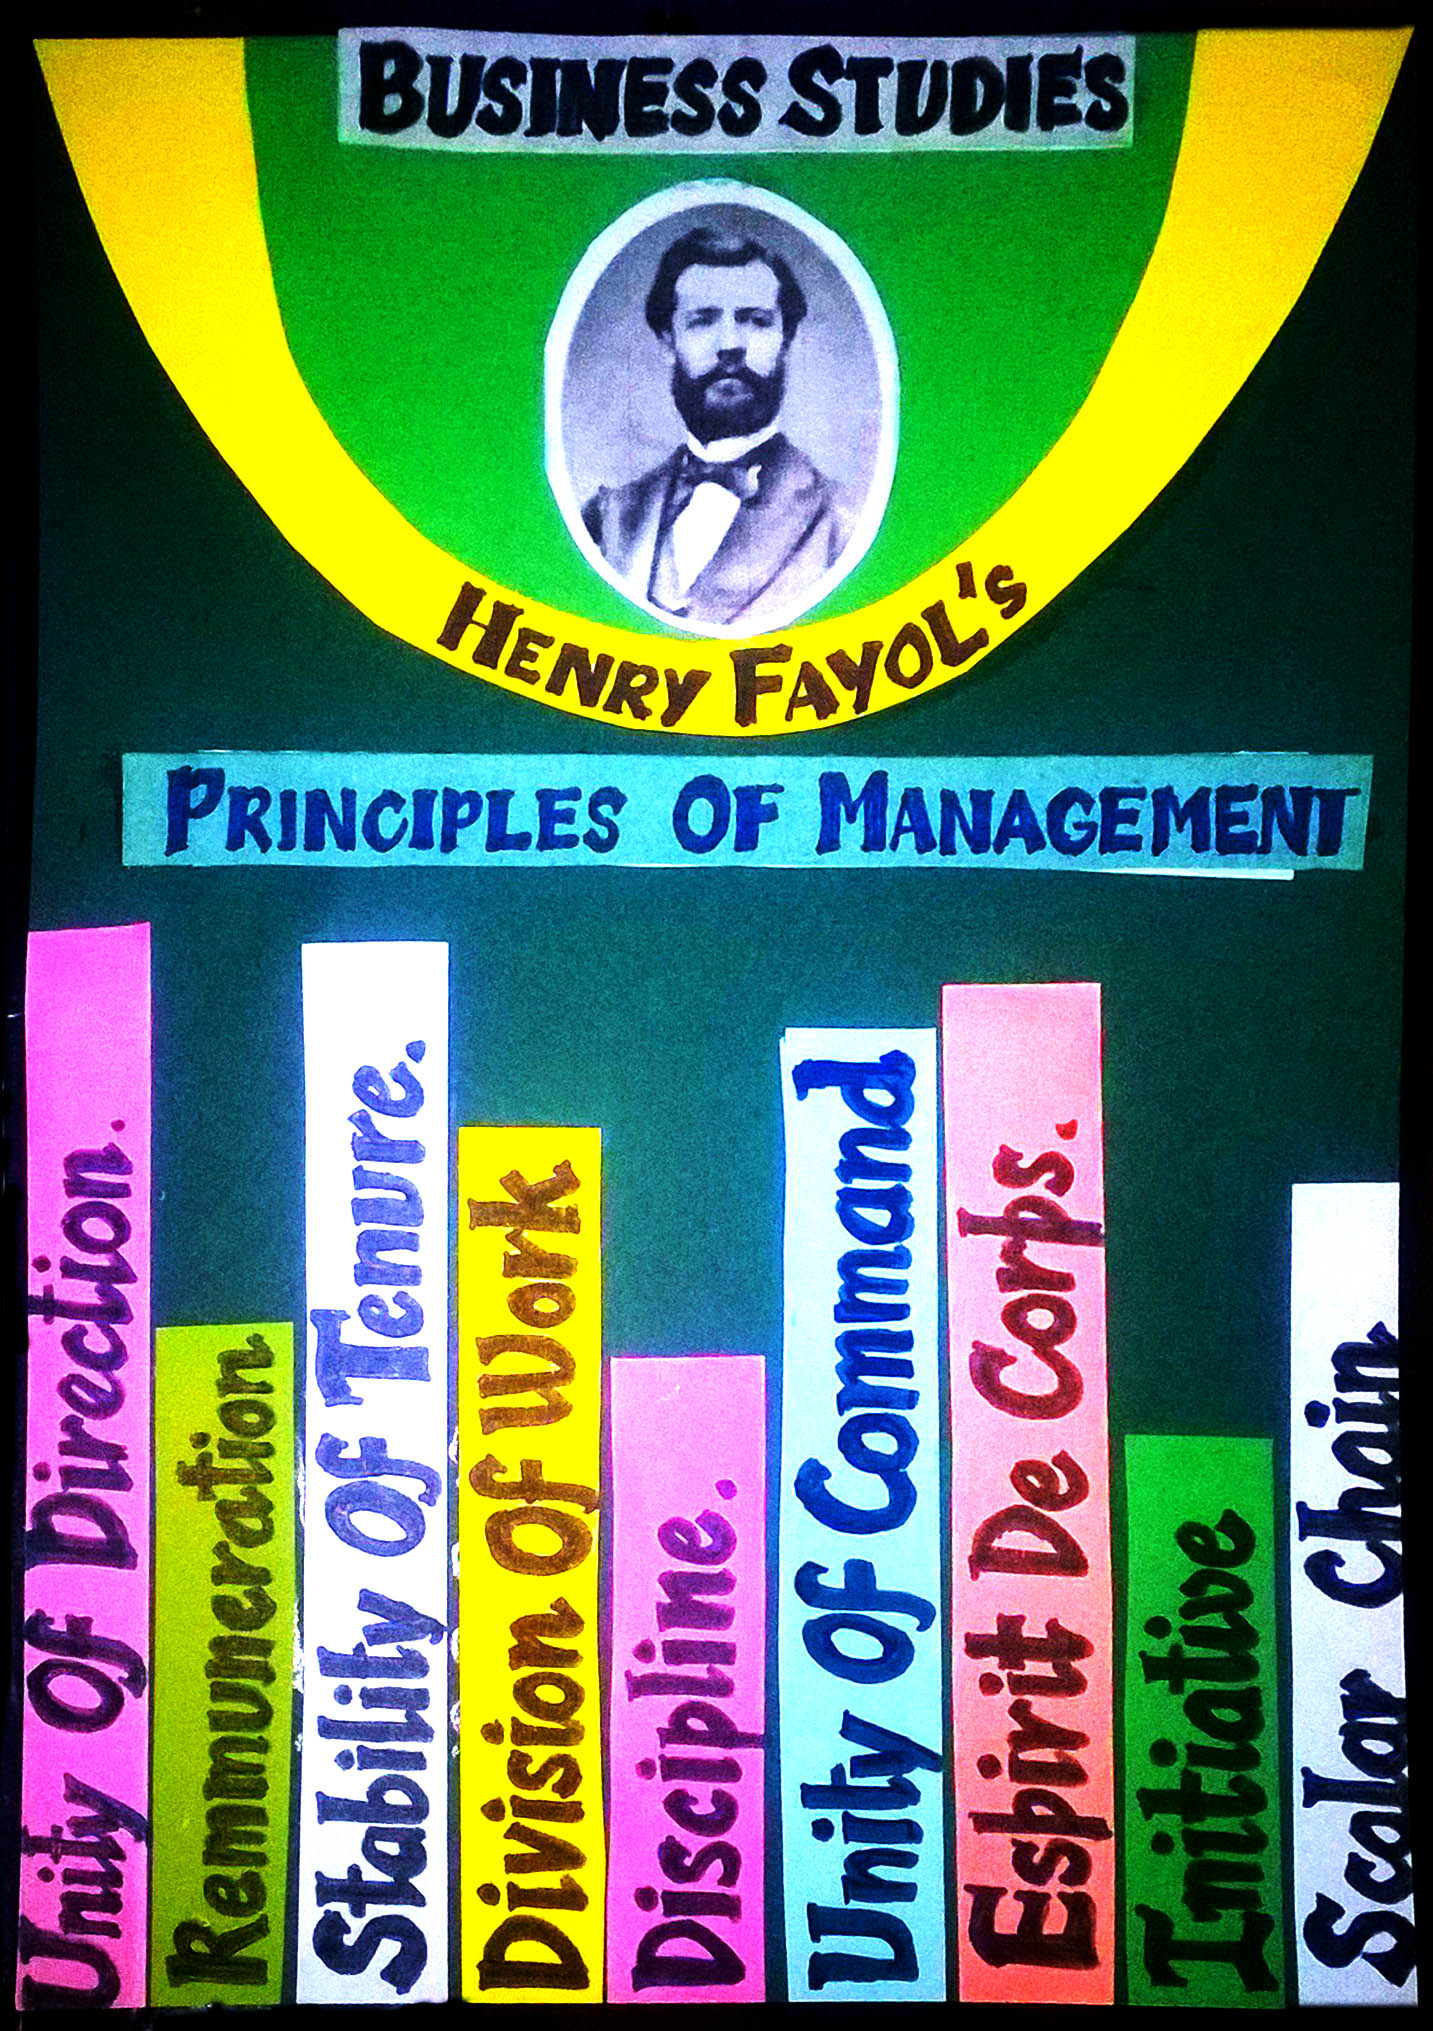 BUSINESS STUDIES
HENRY FAYOL'S
PRINCIPLES OF MANAGEMENT
Unity Of Direction.
Remmuneration
Stability Of Tenure.
Division Of Work
Discipline.
Unity Of Command
Espirit De Corps.
Initiative
Scalar Chain